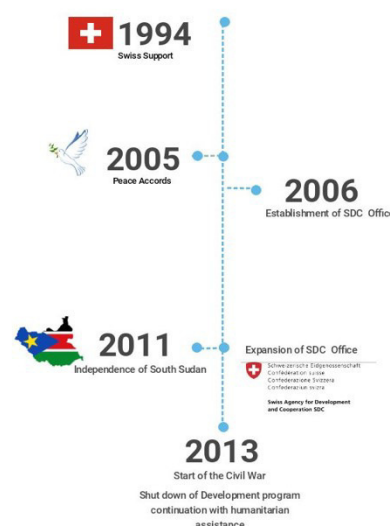 1994
Swiss Support
2005
Peace Accords
2006
Establishment of SDC Offic
2011
Independence of South Sudan
Expansion of SDC Office
Schweizerische Eidgenossenschaft
Confédération suisse
Confederazione Svizzera
Confederaziun svizra
Swiss Agency for Development
and Cooperation SDC
2013
Start of the Civil War
Shut down of Development program
continuation with humanitarian
assistance